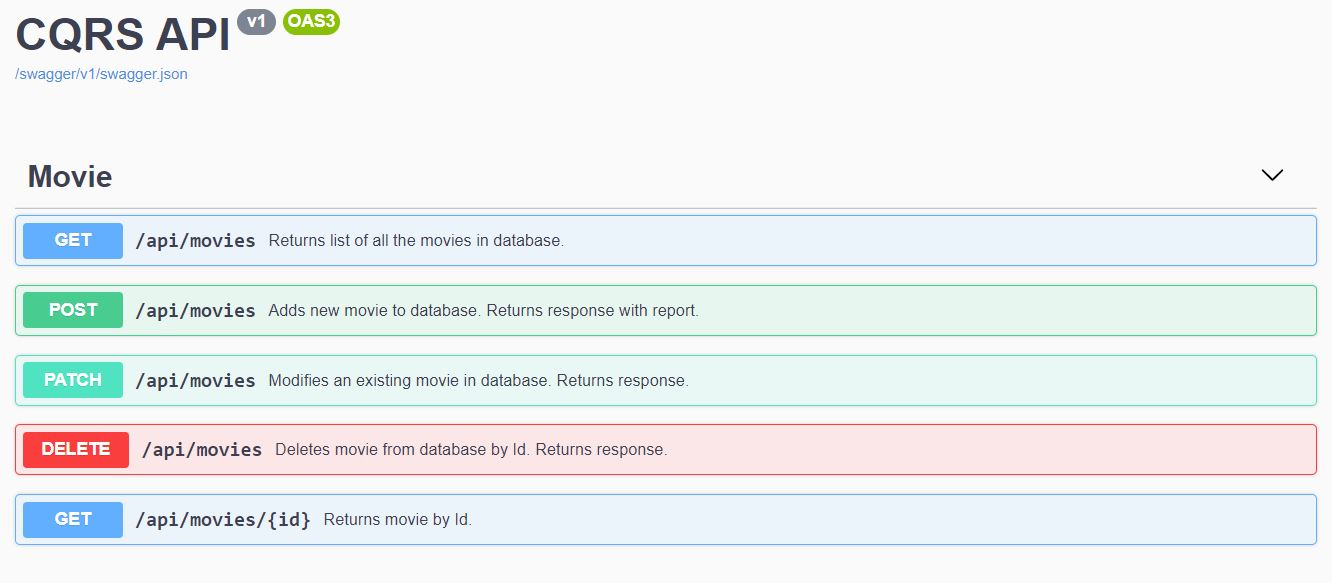 CQRS API v1 OAS3
/swagger/v1/swagger.json
Movie
GET /api/movies Returns list of all the movies in database.
POST /api/movies Adds new movie to database. Returns response with report.
PATCH /api/movies Modifies an existing movie in database. Returns response.
DELETE /api/movies Deletes movie from database by Id. Returns response.
GET /api/movies/{id} Returns movie by Id.